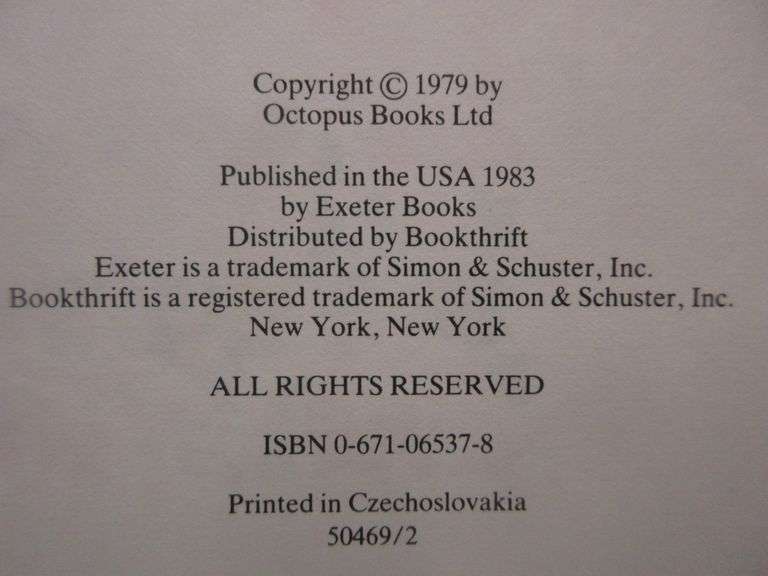 Copyright © 1979 by
Octopus Books Ltd
Published in the USA 1983
by Exeter Books
Distributed by Bookthrift
Exeter is a trademark of Simon & Schuster, Inc.
Bookthrift is a registered trademark of Simon & Schuster, Inc.
New York, New York
ALL RIGHTS RESERVED
ISBN 0-671-06537-8
Printed in Czechoslovakia
50469/2